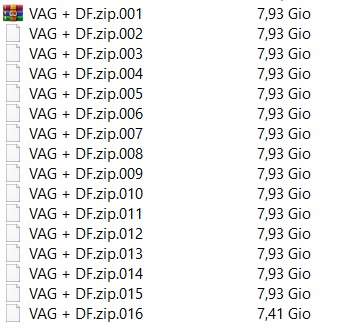 VAG + DF.zip.001 7,93 Gio
VAG + DF.zip.002 7,93 Gio
VAG + DF.zip.003 7,93 Gio
VAG + DF.zip.004 7,93 Gio
VAG + DF.zip.005 7,93 Gio
VAG + DF.zip.006 7,93 Gio
VAG + DF.zip.007 7,93 Gio
VAG + DF.zip.008 7,93 Gio
VAG + DF.zip.009 7,93 Gio
VAG + DF.zip.010 7,93 Gio
VAG + DF.zip.011 7,93 Gio
VAG + DF.zip.012 7,93 Gio
VAG + DF.zip.013 7,93 Gio
VAG + DF.zip.014 7,93 Gio
VAG + DF.zip.015 7,93 Gio
VAG + DF.zip.016 7,41 Gio